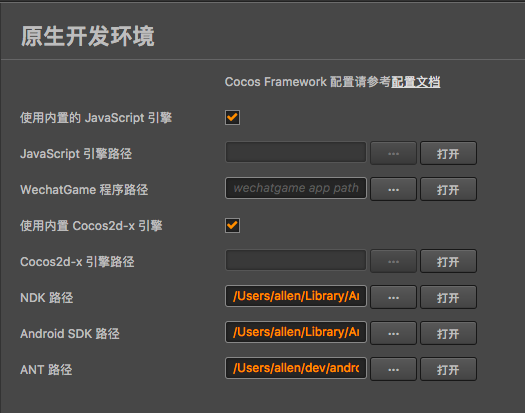 原生开发环境
Cocos Framework 配置请参考配置文档
使用内置的 JavaScript 引擎
JavaScript 引擎路径 ... 打开
WechatGame 程序路径 wechatgame app path ... 打开
使用内置 Cocos2d-x 引擎
Cocos2d-x 引擎路径 ... 打开
NDK 路径 /Users/allen/Library/An ... 打开
Android SDK 路径 /Users/allen/Library/An ... 打开
ANT 路径 /Users/allen/dev/andro ... 打开